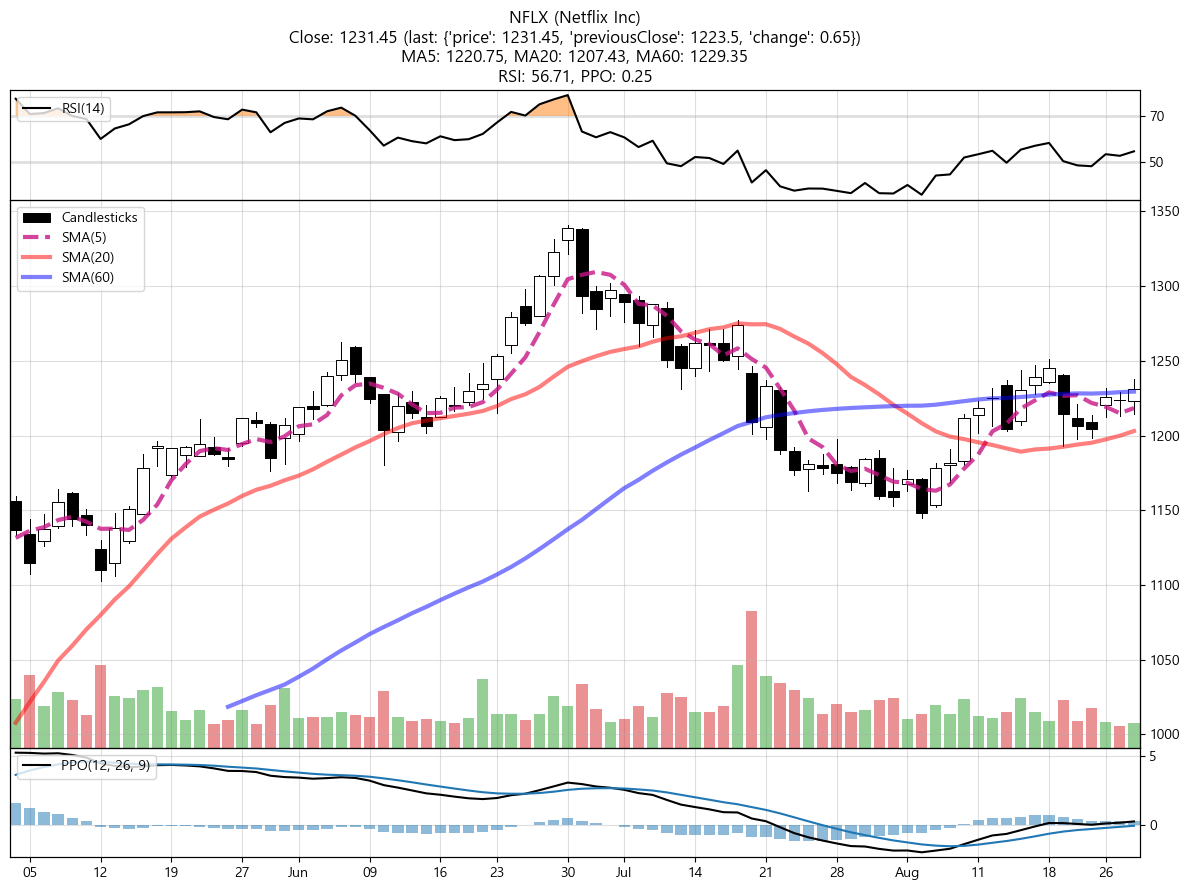 NFLX (Netflix Inc)
Close: 1231.45 (last: {'price': 1231.45, 'previousClose': 1223.5, 'change': 0.65})
MA5: 1220.75, MA20: 1207.43, MA60: 1229.35
RSI: 56.71, PPO: 0.25
RSI(14)
70
50
Candlesticks
SMA(5)
SMA(20)
SMA(60)
1350
1300
1250
1200
1150
1100
1050
1000
PPO(12, 26, 9)
5
0
05 12 19 27 Jun 09 16 23 30 Jul 14 21 28 Aug 11 18 26